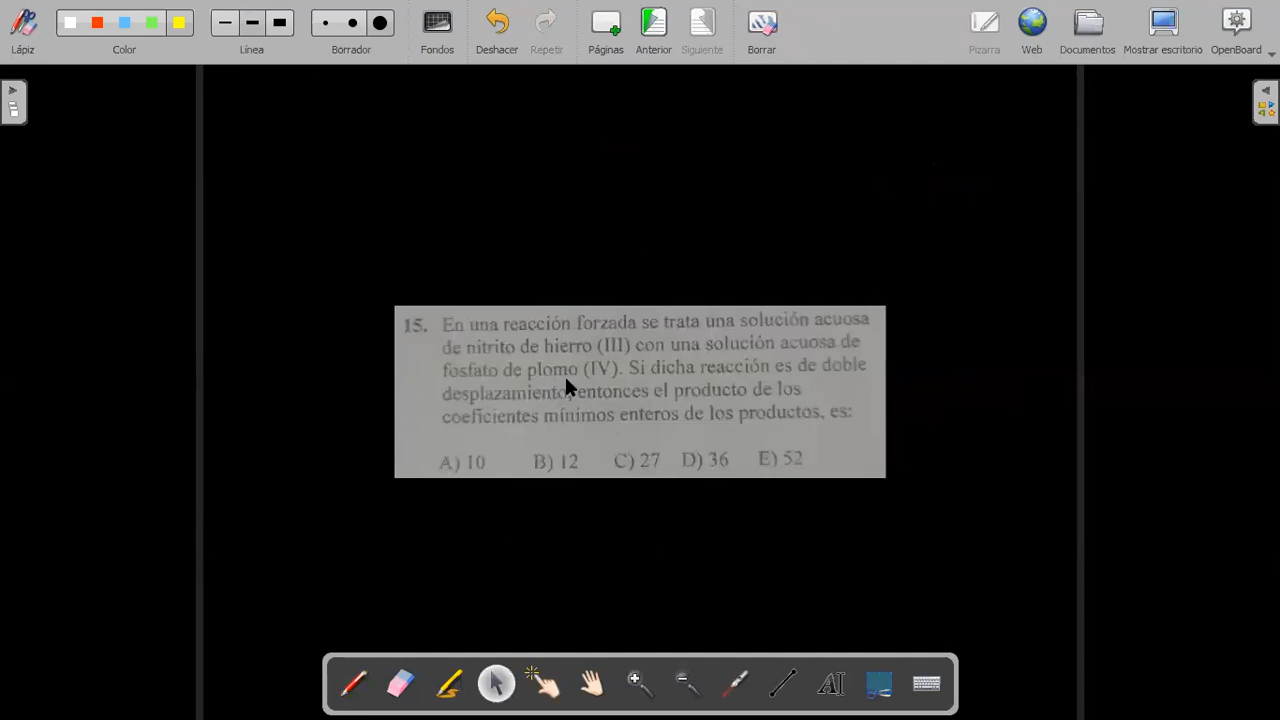 Lápiz
Color
Línea
Borrador
Fondos
Deshacer
Repetir
Páginas
Anterior
Siguiente
Borrar
Pizarra
Web
Documentos
Mostrar escritorio
OpenBoard
15. En una reacción forzada se trata una solución acuosa
de nitrito de hierro (III) con una solución acuosa de
fosfato de plomo (IV). Si dicha reacción es de doble
desplazamiento, entonces el producto de los
coeficientes mínimos enteros de los productos, es:
A) 10 B) 12 C) 27 D) 36 E) 52
AI